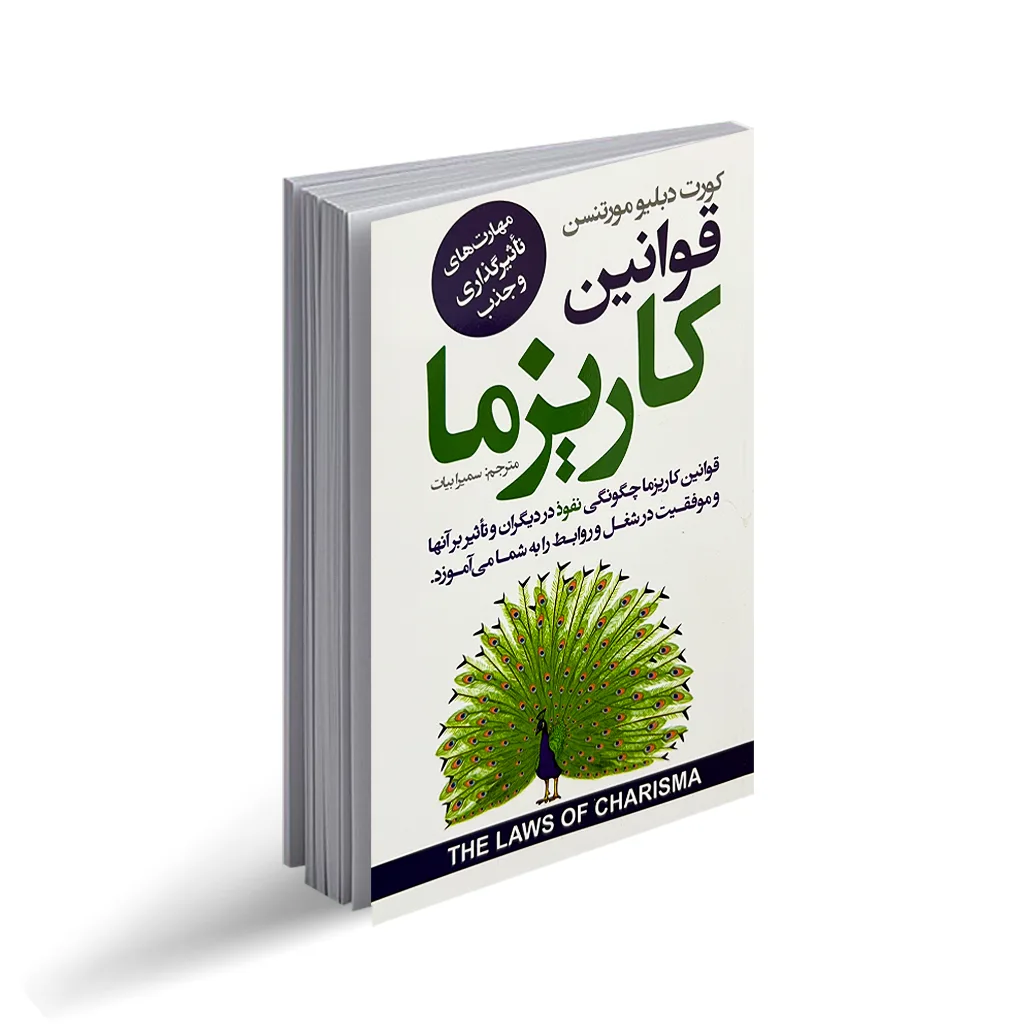 کورت دبلیو مورتنسن
قوانین
کاریزما
مهارت‌های
تأثیرگذاری
و جذب
مترجم: سمیرا بیات
قوانین کاریزما چگونگی نفوذ در دیگران و تأثیر بر آنها
و موفقیت در شغل و روابط را به شما می‌آموزد.
THE LAWS OF CHARISMA